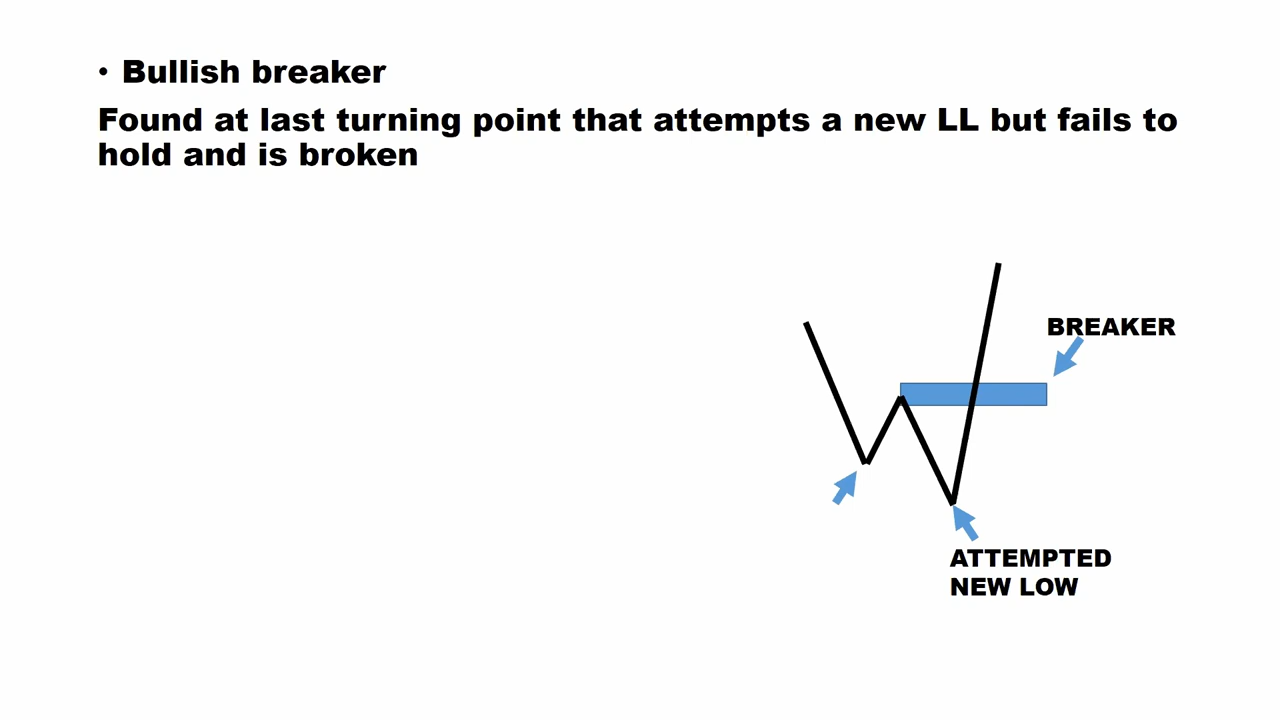 • Bullish breaker
Found at last turning point that attempts a new LL but fails to
hold and is broken
BREAKER
ATTEMPTED
NEW LOW